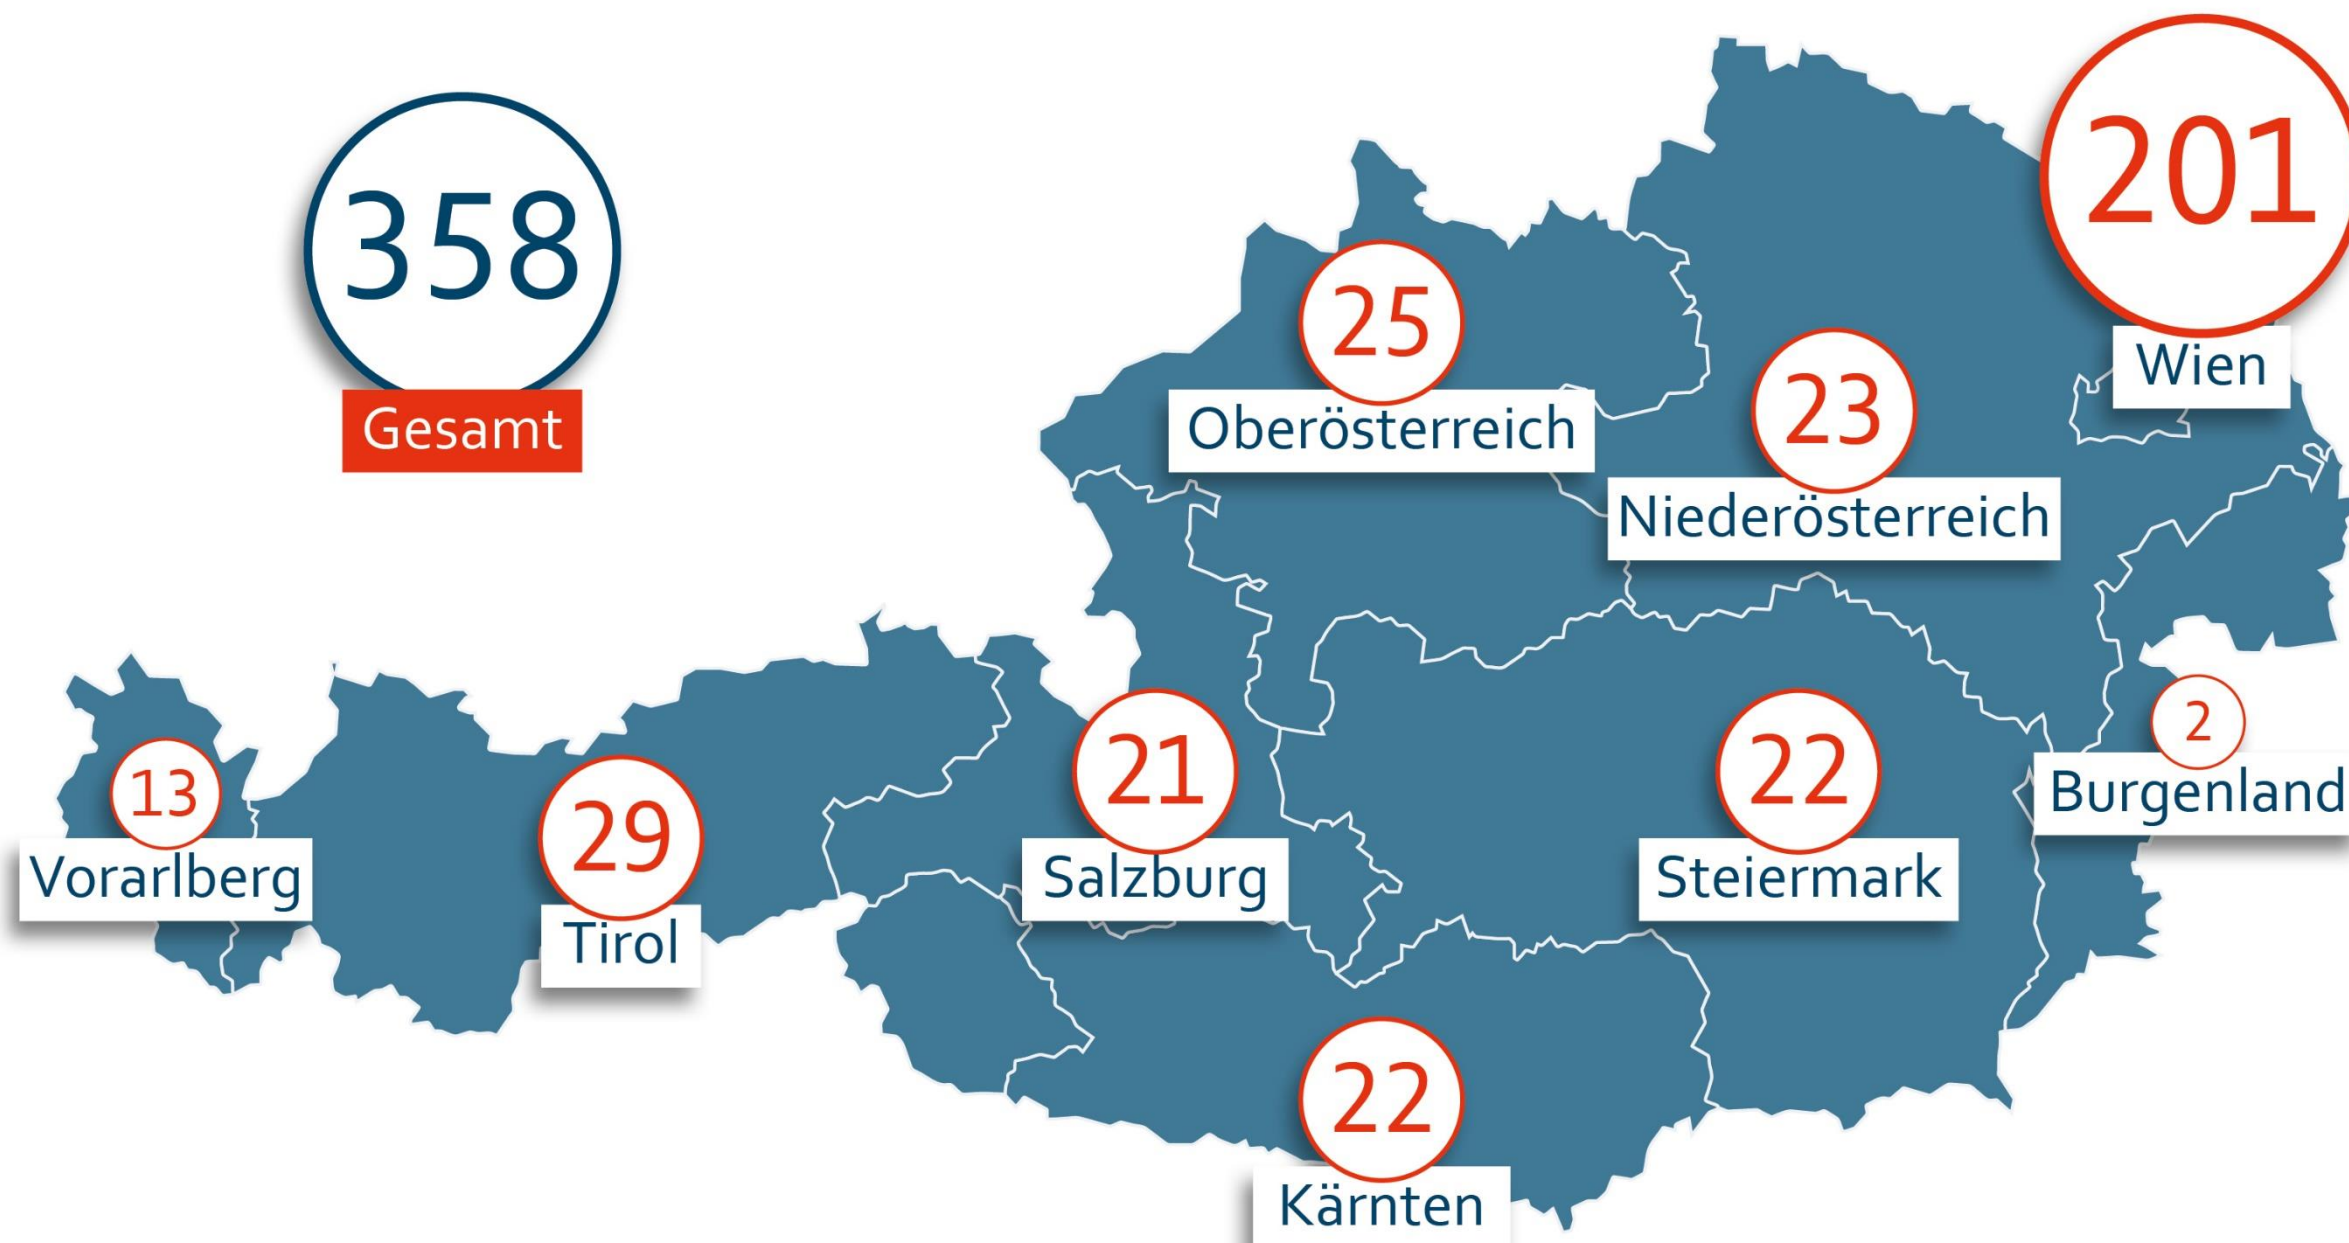 358
Gesamt
201
Wien
25
Oberösterreich
23
Niederösterreich
2
Burgenland
13
Vorarlberg
29
Tirol
21
Salzburg
22
Steiermark
22
Kärnten